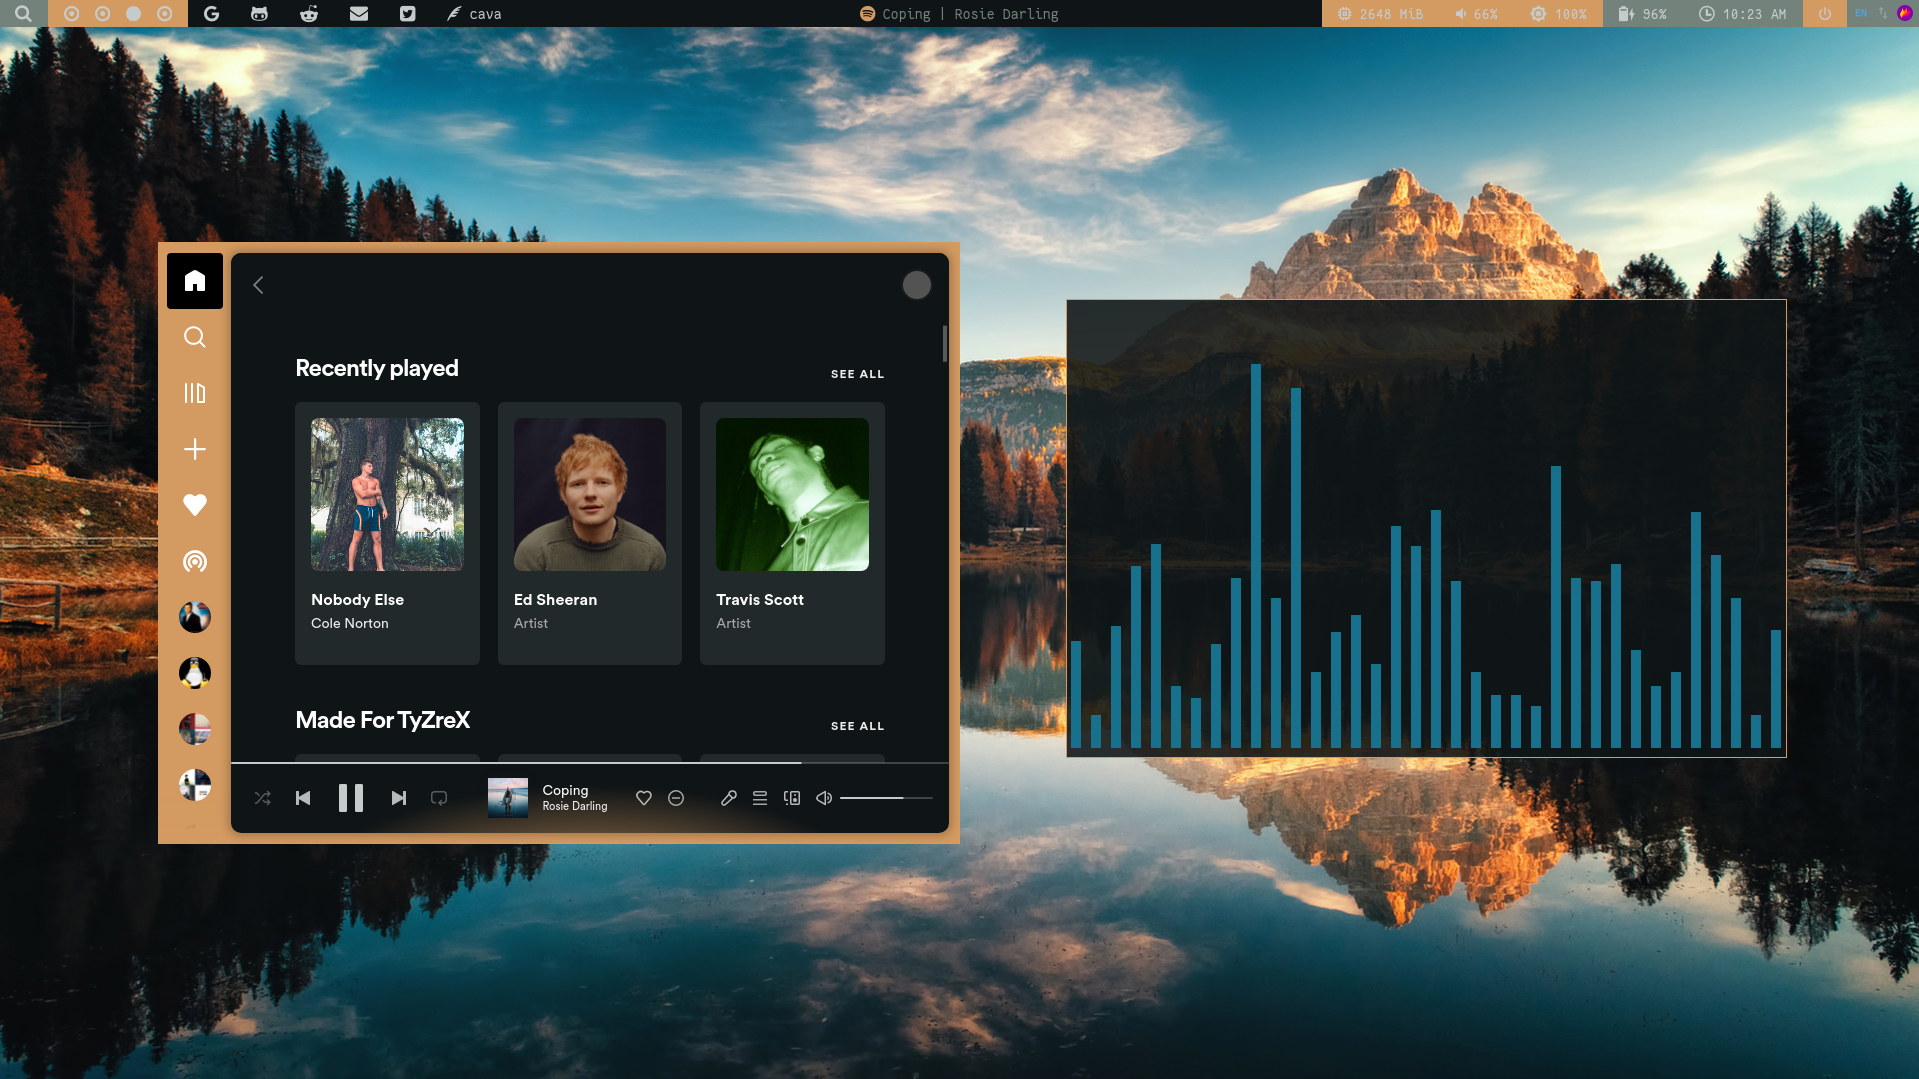 cava
Coping | Rosie Darling
2648 MiB
66%
100%
96%
10:23 AM
EN
Recently played
SEE ALL
Nobody Else
Cole Norton
Ed Sheeran
Artist
Travis Scott
Artist
Made For TyZreX
SEE ALL
Coping
Rosie Darling